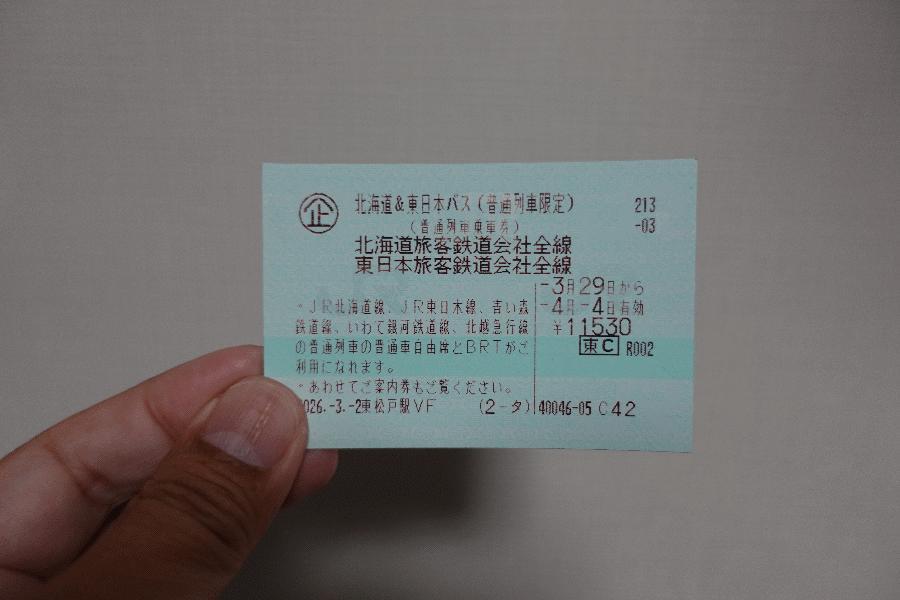 企
北海道&東日本パス(普通列車限定)
213
(普通列車乗車券)
-03
北海道旅客鉄道会社全線
東日本旅客鉄道会社全線
-3月29日から
-4月-4日有効
¥11530
東C R002
・JR北海道線、JR東日本線、青い森
鉄道線、いわて銀河鉄道線、北越急行線
の普通列車の普通車自由席とBRTがご
利用になれます。
・あわせてご案内券もご覧ください。
026.-3.-2東松戸駅VF (2-タ) 40046-05 C42